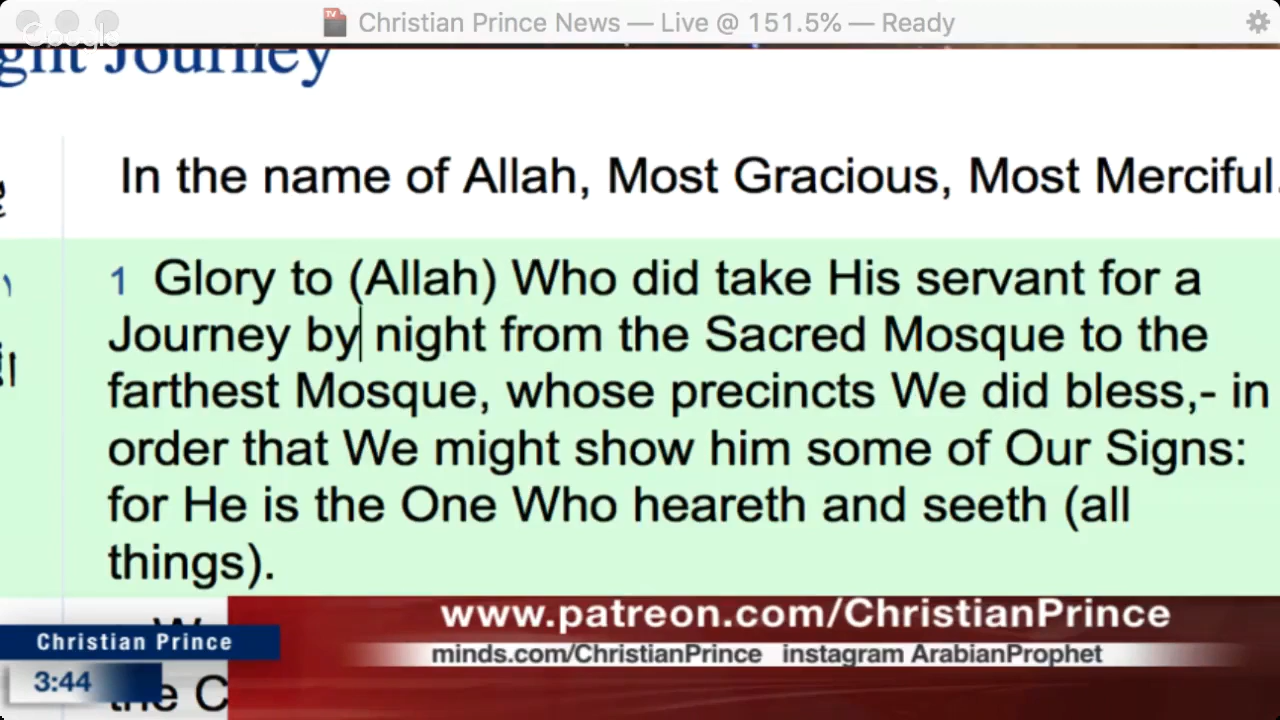 Christian Prince News — Live @ 151.5% — Ready
Google
ght Journey
In the name of Allah, Most Gracious, Most Merciful.
1 Glory to (Allah) Who did take His servant for a
Journey by night from the Sacred Mosque to the
farthest Mosque, whose precincts We did bless,- in
order that We might show him some of Our Signs:
for He is the One Who heareth and seeth (all
things).
www.patreon.com/ChristianPrince
Christian Prince
minds.com/ChristianPrince instagram ArabianProphet
3:44
the C